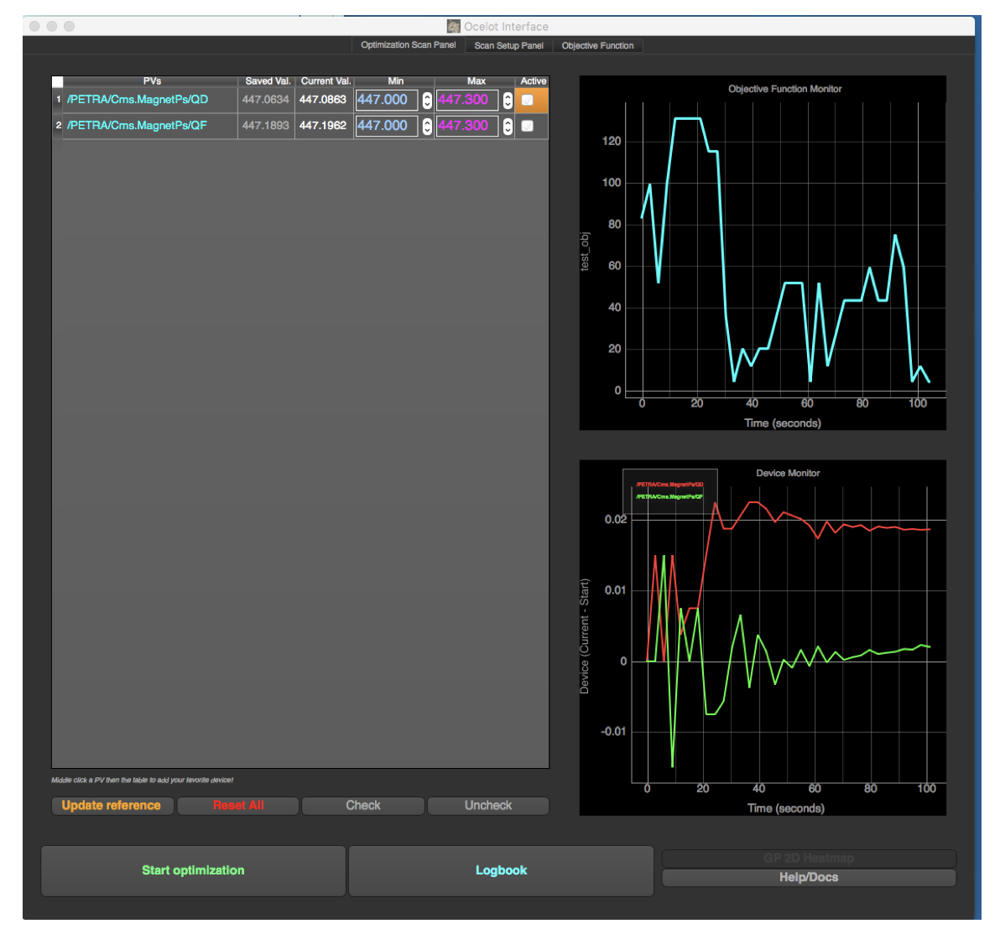 Ocelot Interface
Optimization Scan Panel Scan Setup Panel Objective Function
PVs Saved Val. Current Val. Min Max Active
1 /PETRA/Cms.MagnetPs/QD 447.0634 447.0863 447.000 447.300
2 /PETRA/Cms.MagnetPs/QF 447.1893 447.1962 447.000 447.300
Middle click a PV then the table to add your favorite device!
Update reference Reset All Check Uncheck
Start optimization Logbook
GP 2D Heatmap
Help/Docs
Objective Function Monitor
test_obj
120
100
80
60
40
20
0
0 20 40 60 80 100
Time (seconds)
Device Monitor
/PETRA/Cms.MagnetPs/QD
/PETRA/Cms.MagnetPs/QF
Device (Current - Start)
0.02
0.01
0
-0.01
0 20 40 60 80 100
Time (seconds)